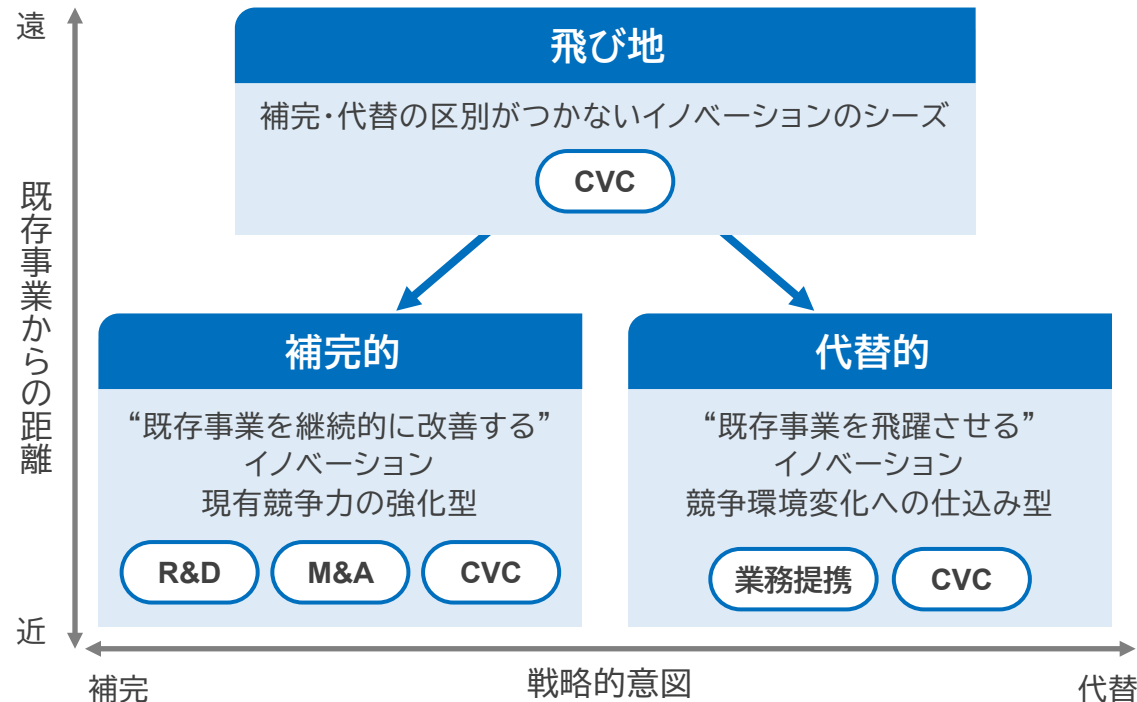 遠
飛び地
補完・代替の区別がつかないイノベーションのシーズ
CVC
既存事業からの距離
補完的
“既存事業を継続的に改善する”
イノベーション
現有競争力の強化型
R&D M&A CVC
代替的
“既存事業を飛躍させる”
イノベーション
競争環境変化への仕込み型
業務提携 CVC
近
補完 戦略的意図 代替